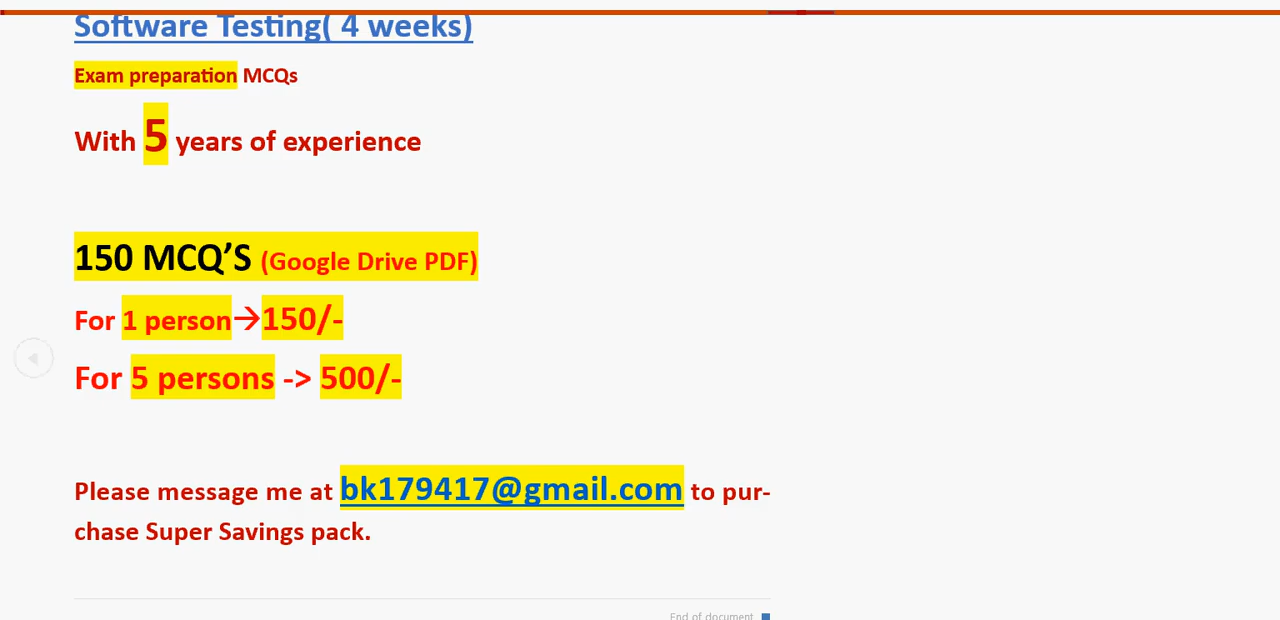 Software Testing( 4 weeks)
Exam preparation MCQs
With 5 years of experience
150 MCQ’S (Google Drive PDF)
For 1 person→150/-
For 5 persons -> 500/-
Please message me at bk179417@gmail.com to pur-
chase Super Savings pack.
End of document